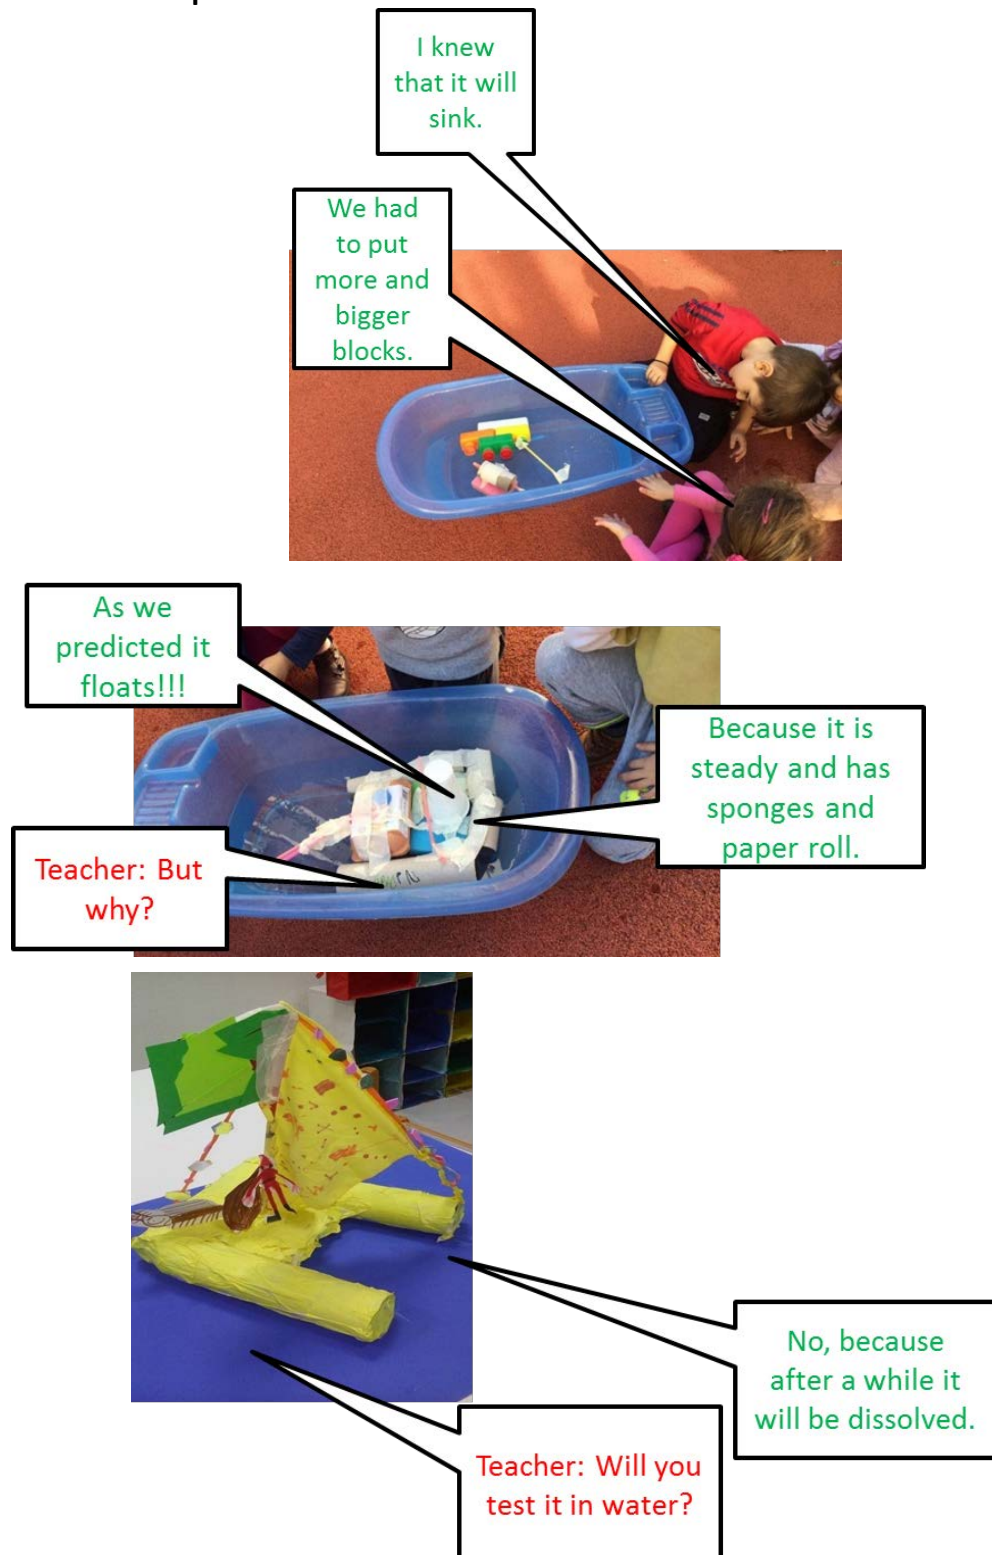 I knew
that it will
sink.
We had
to put
more and
bigger
blocks.
As we
predicted it
floats!!!
Because it is
steady and has
sponges and
paper roll.
Teacher: But
why?
No, because
after a while it
will be dissolved.
Teacher: Will you
test it in water?